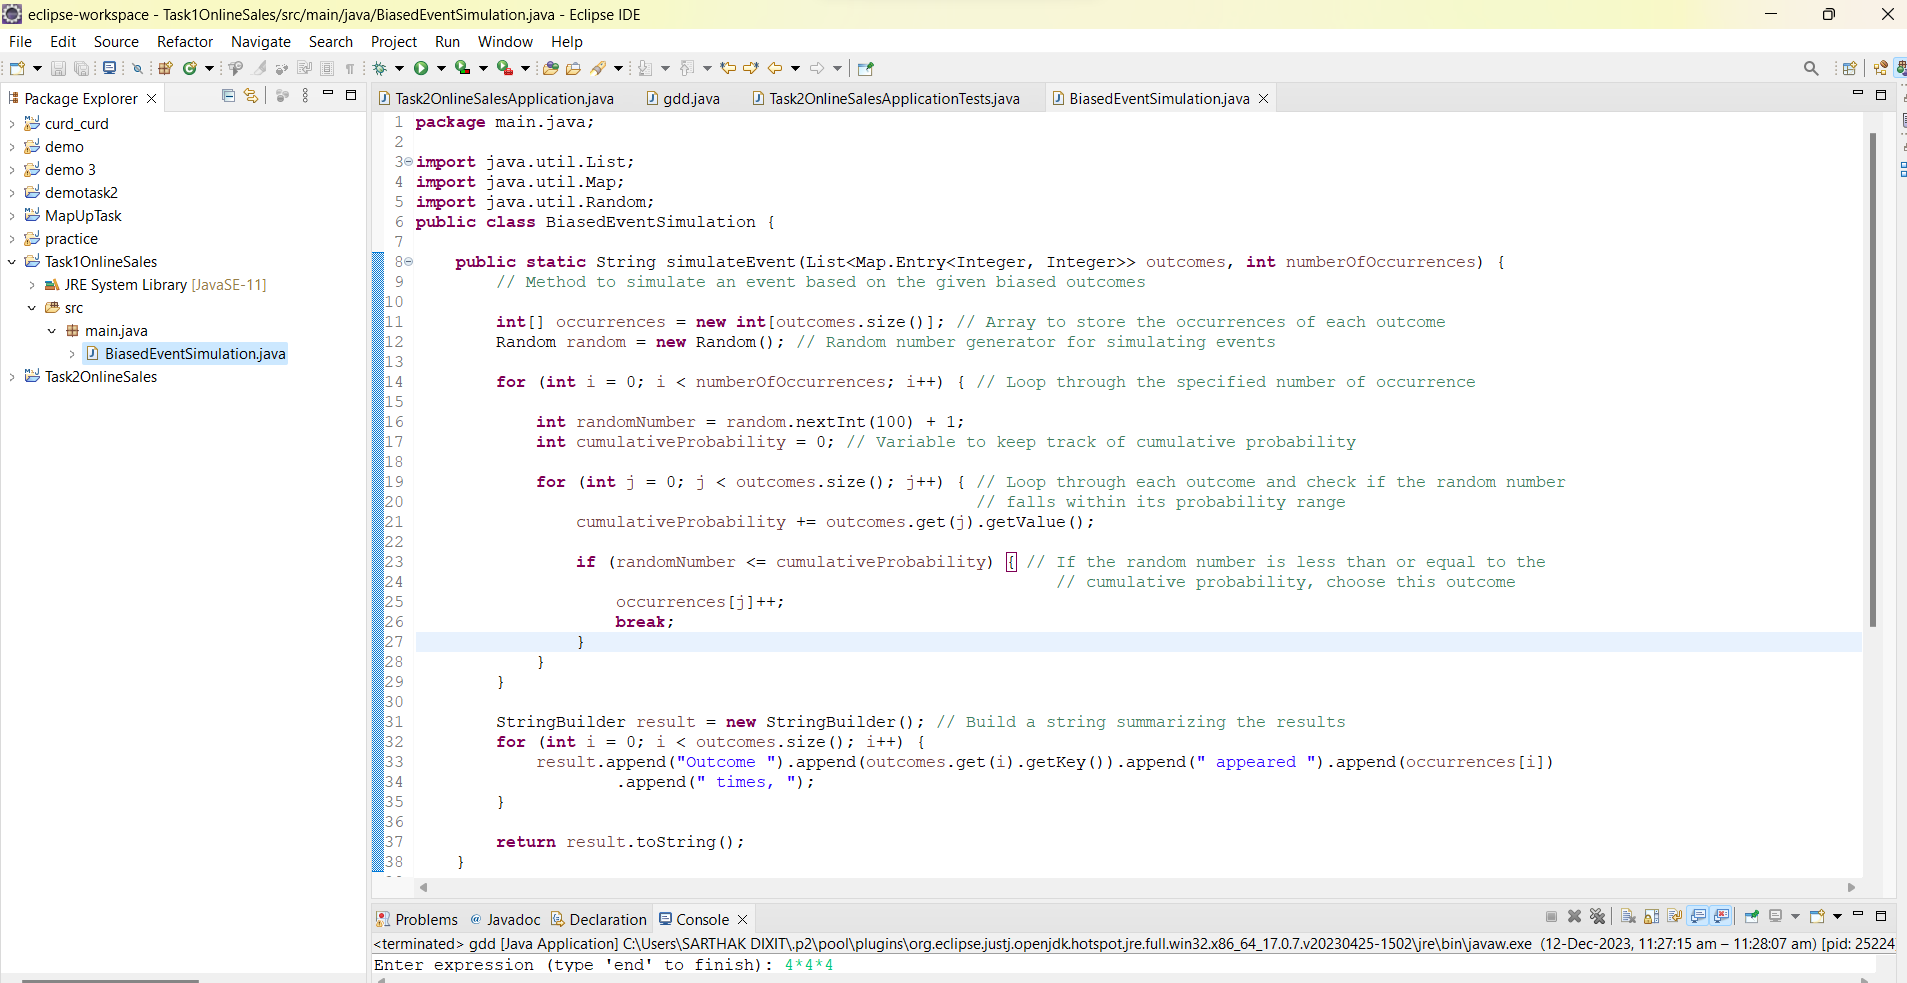 eclipse-workspace - Task1OnlineSales/src/main/java/BiasedEventSimulation.java - Eclipse IDE
File Edit Source Refactor Navigate Search Project Run Window Help
Package Explorer
curd_curd
demo
demo 3
demotask2
MapUpTask
practice
Task1OnlineSales
JRE System Library [JavaSE-11]
src
main.java
BiasedEventSimulation.java
Task2OnlineSales
Task2OnlineSalesApplication.java gdd.java Task2OnlineSalesApplicationTests.java BiasedEventSimulation.java
1 package main.java;
2
3 import java.util.List;
4 import java.util.Map;
5 import java.util.Random;
6 public class BiasedEventSimulation {
7
8     public static String simulateEvent(List<Map.Entry<Integer, Integer>> outcomes, int numberOfOccurrences) {
9         // Method to simulate an event based on the given biased outcomes
10
11         int[] occurrences = new int[outcomes.size()]; // Array to store the occurrences of each outcome
12         Random random = new Random(); // Random number generator for simulating events
13
14         for (int i = 0; i < numberOfOccurrences; i++) { // Loop through the specified number of occurrence
15
16             int randomNumber = random.nextInt(100) + 1;
17             int cumulativeProbability = 0; // Variable to keep track of cumulative probability
18
19             for (int j = 0; j < outcomes.size(); j++) { // Loop through each outcome and check if the random number
20                                                         // falls within its probability range
21                 cumulativeProbability += outcomes.get(j).getValue();
22
23                 if (randomNumber <= cumulativeProbability) { // If the random number is less than or equal to the
24                                                                 // cumulative probability, choose this outcome
25                     occurrences[j]++;
26                     break;
27                 }
28             }
29         }
30
31         StringBuilder result = new StringBuilder(); // Build a string summarizing the results
32         for (int i = 0; i < outcomes.size(); i++) {
33             result.append("Outcome ").append(outcomes.get(i).getKey()).append(" appeared ").append(occurrences[i])
34                     .append(" times, ");
35         }
36
37         return result.toString();
38     }
Problems Javadoc Declaration Console
<terminated> gdd [Java Application] C:\Users\SARTHAK DIXIT\.p2\pool\plugins\org.eclipse.justj.openjdk.hotspot.jre.full.win32.x86_64_17.0.7.v20230425-1502\jre\bin\javaw.exe (12-Dec-2023, 11:27:15 am – 11:28:07 am) [pid: 25224
Enter expression (type 'end' to finish): 4*4*4